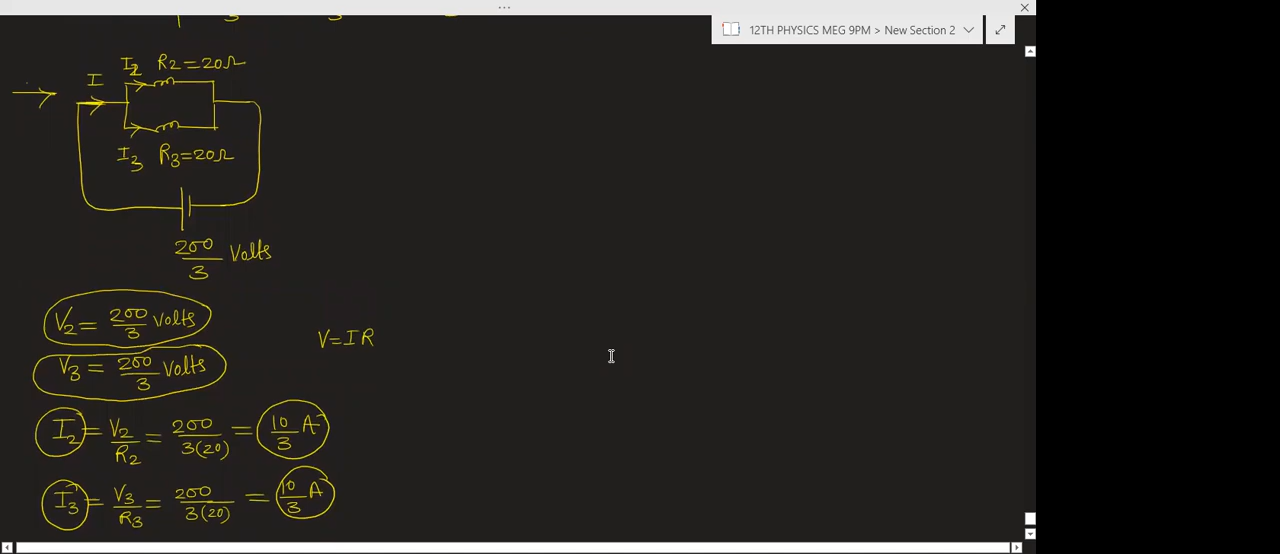 12TH PHYSICS MEG 9PM > New Section 2
I2 R2=20Ω
I
I3 R3=20Ω
200/3 Volts
V2 = 200/3 volts
V=IR
V3 = 200/3 volts
I2 = V2/R2 = 200/3(20) = 10/3 A
I3 = V3/R3 = 200/3(20) = 10/3 A